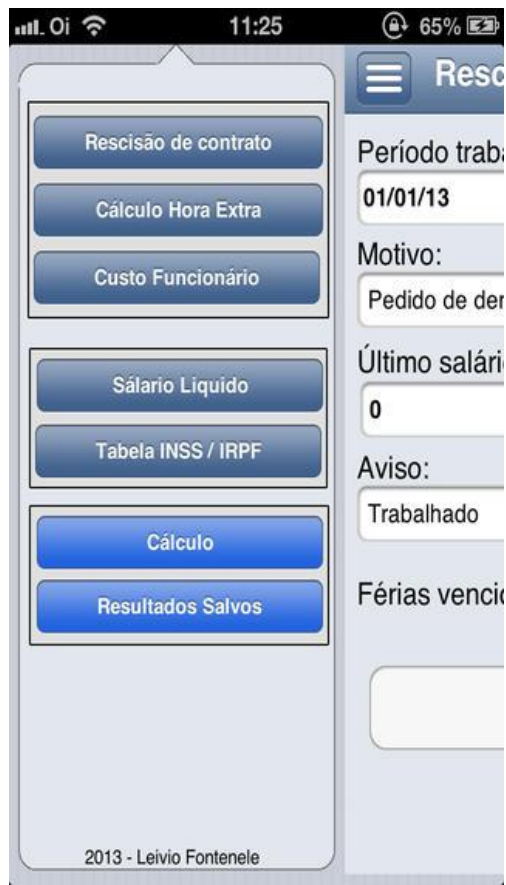 Oi 11:25 65%
Rescisão de contrato
Cálculo Hora Extra
Custo Funcionário
Sálario Liquido
Tabela INSS / IRPF
Cálculo
Resultados Salvos
2013 - Leivio Fontenele
Resc
Período trab
01/01/13
Motivo:
Pedido de de
Último salári
0
Aviso:
Trabalhado
Férias venci